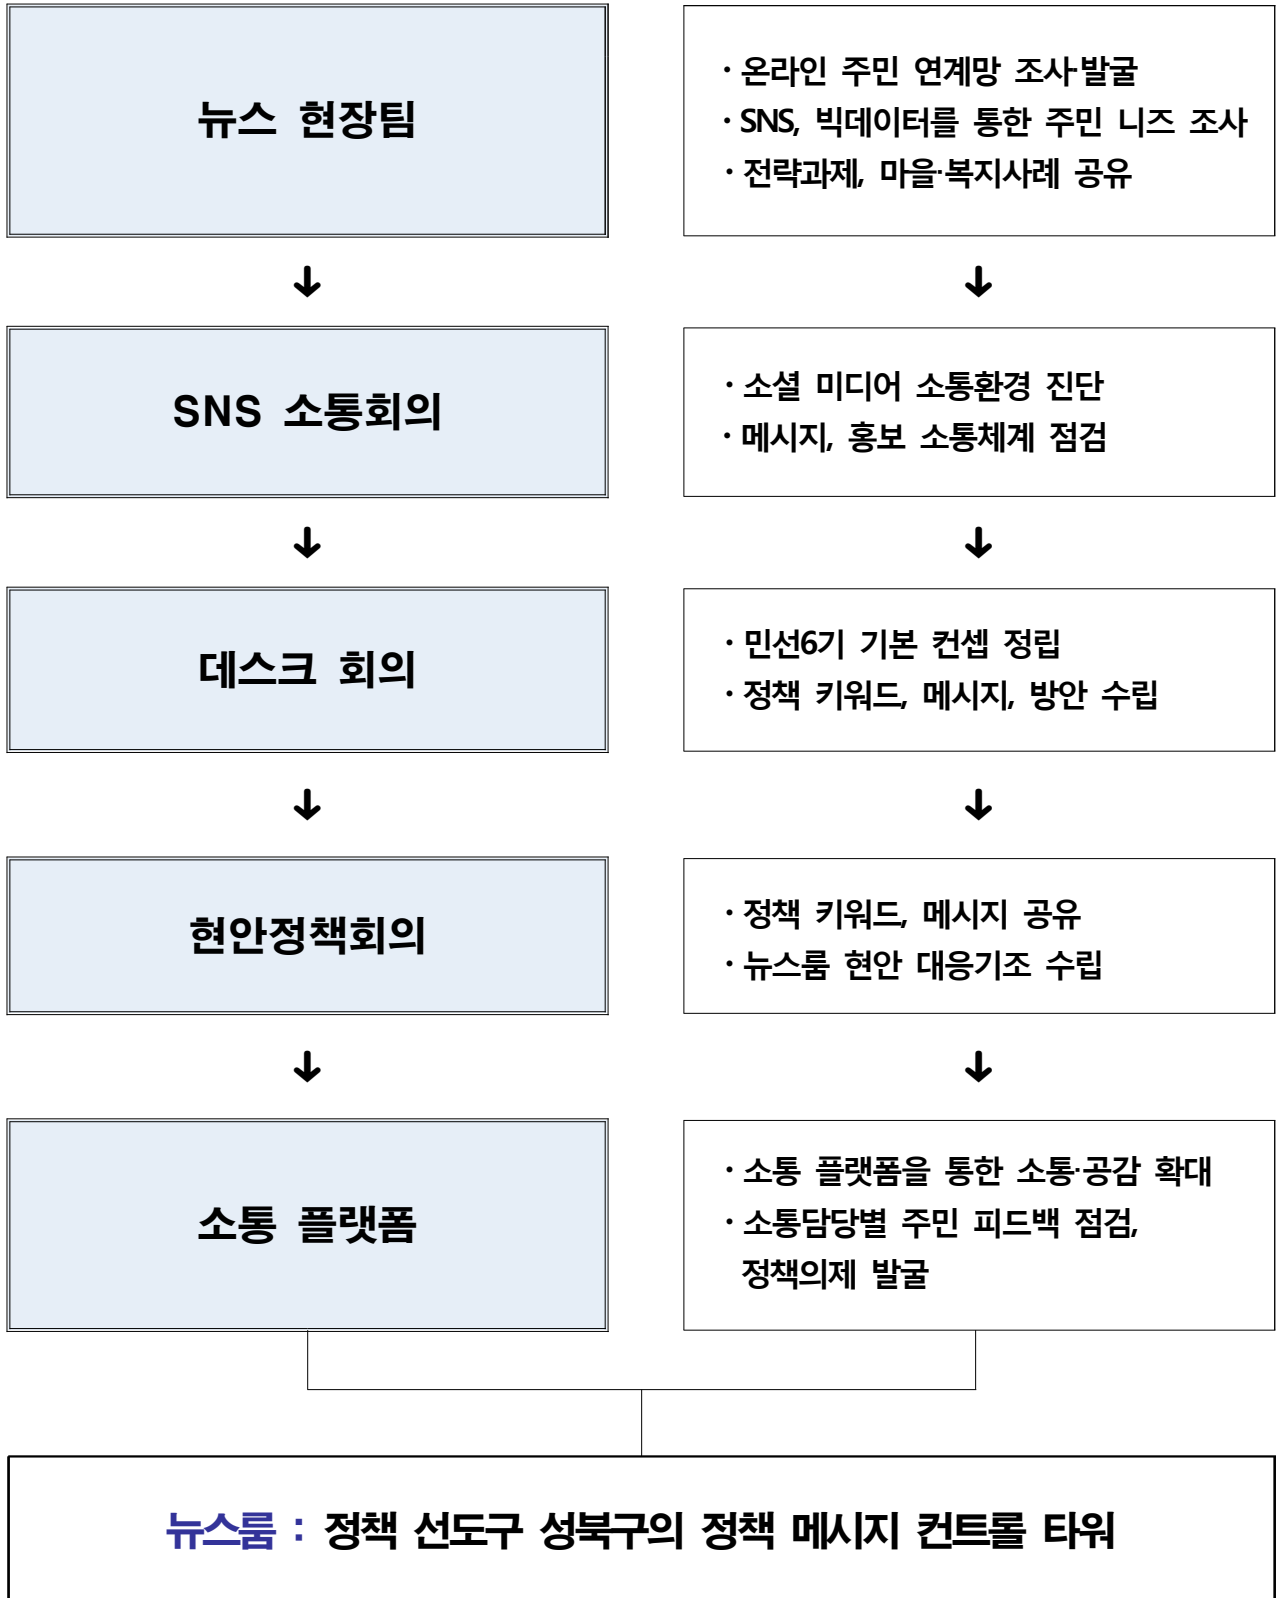 뉴스 현장팀
· 온라인 주민 연계망 조사·발굴
· SNS, 빅데이터를 통한 주민 니즈 조사
· 전략과제, 마을·복지사례 공유
SNS 소통회의
· 소셜 미디어 소통환경 진단
· 메시지, 홍보 소통체계 점검
데스크 회의
· 민선6기 기본 컨셉 정립
· 정책 키워드, 메시지, 방안 수립
현안정책회의
· 정책 키워드, 메시지 공유
· 뉴스룸 현안 대응기조 수립
소통 플랫폼
· 소통 플랫폼을 통한 소통·공감 확대
· 소통담당별 주민 피드백 점검,
정책의제 발굴
뉴스룸 : 정책 선도구 성북구의 정책 메시지 컨트롤 타워